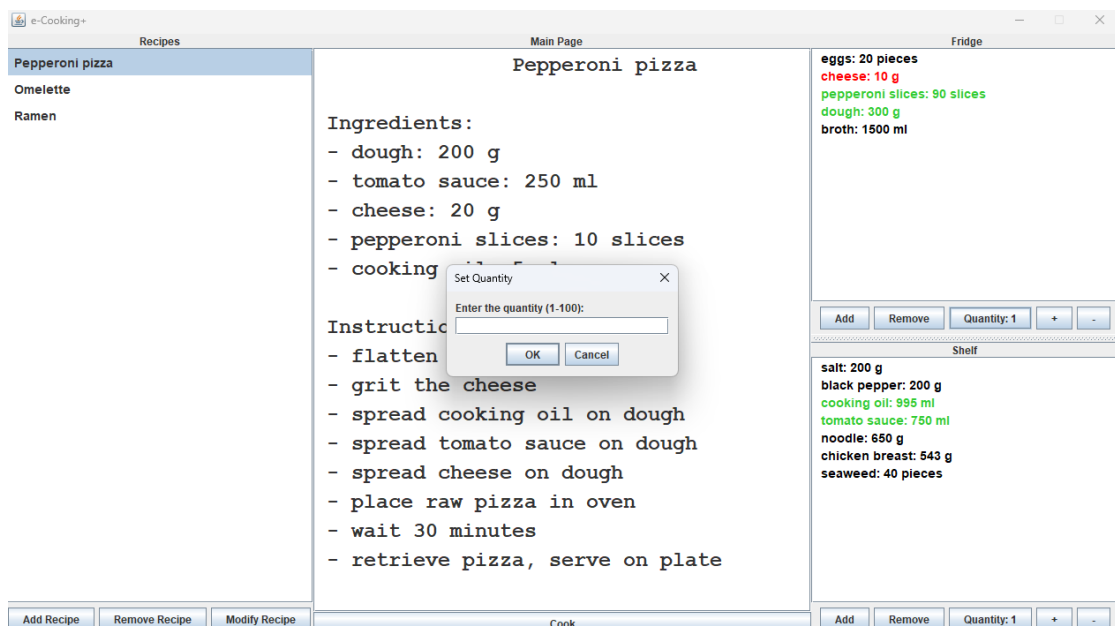 e-Cooking+
Recipes
Pepperoni pizza
Omelette
Ramen
Add Recipe
Remove Recipe
Modify Recipe
Main Page
Pepperoni pizza
Ingredients:
- dough: 200 g
- tomato sauce: 250 ml
- cheese: 20 g
- pepperoni slices: 10 slices
- cooking
- flatten
- grit the cheese
- spread cooking oil on dough
- spread tomato sauce on dough
- spread cheese on dough
- place raw pizza in oven
- wait 30 minutes
- retrieve pizza, serve on plate
Cook
Set Quantity
Enter the quantity (1-100):
OK
Cancel
Fridge
eggs: 20 pieces
cheese: 10 g
pepperoni slices: 90 slices
dough: 300 g
broth: 1500 ml
Add
Remove
Quantity: 1
+
-
Shelf
salt: 200 g
black pepper: 200 g
cooking oil: 995 ml
tomato sauce: 750 ml
noodle: 650 g
chicken breast: 543 g
seaweed: 40 pieces
Add
Remove
Quantity: 1
+
-